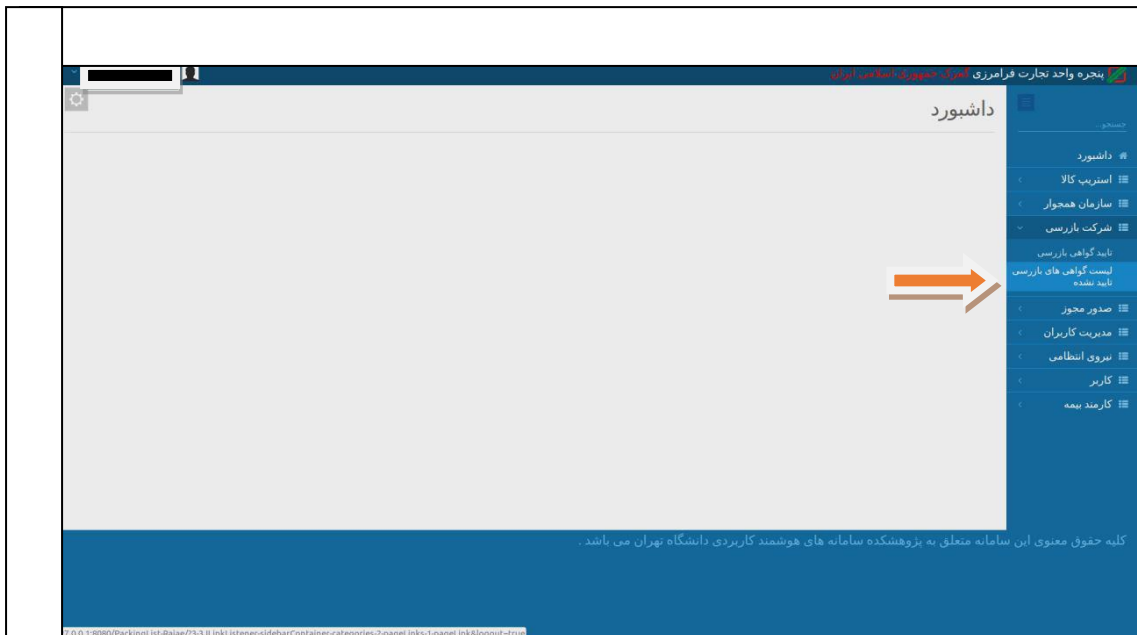 پنجره واحد تجارت فرامرزی گمرک جمهوری اسلامی ایران
داشبورد
جستجو..
داشبورد
استریپ کالا
سازمان همجوار
شرکت بازرسی
تایید گواهی بازرسی
لیست گواهی های بازرسی
تایید نشده
صدور مجوز
مدیریت کاربران
نیروی انتظامی
کاربر
کارمند بیمه
کلیه حقوق معنوی این سامانه متعلق به پژوهشکده سامانه های هوشمند کاربردی دانشگاه تهران می باشد .